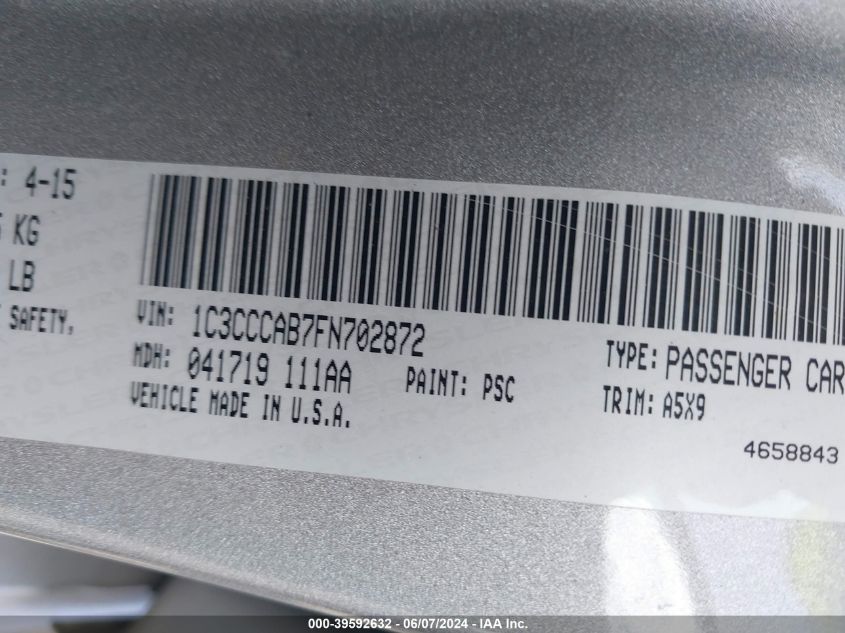 : 4-15
KG
LB
SAFETY.
VIN: 1C3CCCAB7FN702872
MDH: 041719 111AA
VEHICLE MADE IN U.S.A.
PAINT: PSC
TYPE: PASSENGER CAR
TRIM: A5X9
4658843
000-39592632 - 06/07/2024 - IAA Inc.